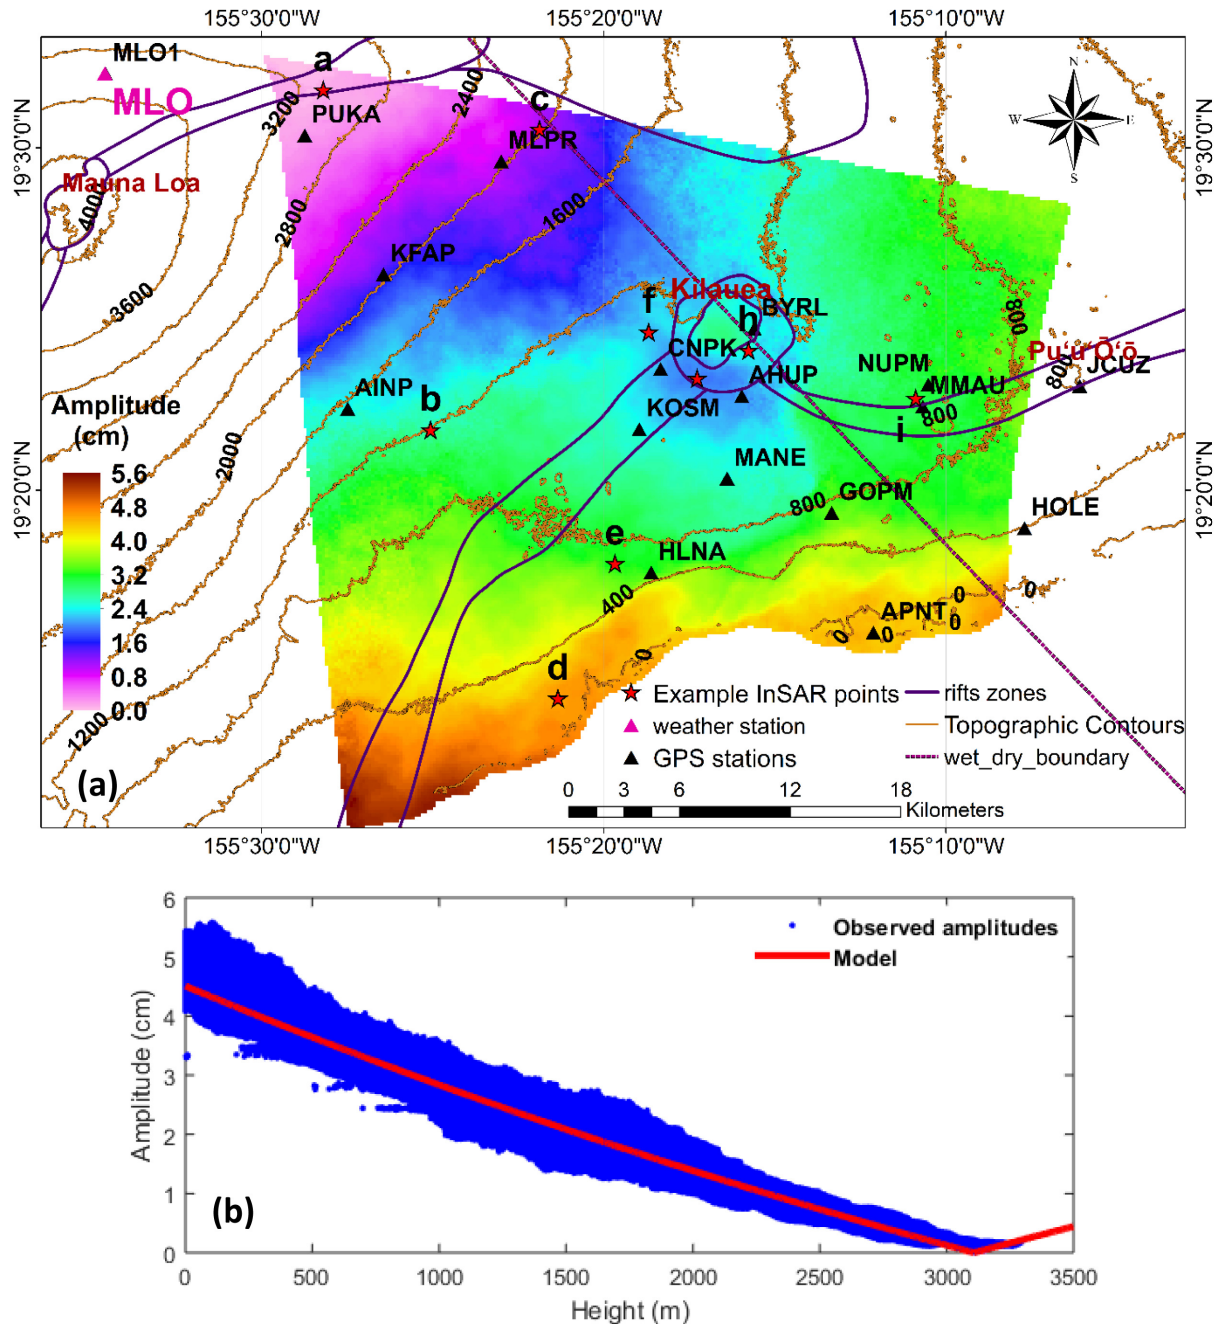 155°30'0"W 155°20'0"W 155°10'0"W
MLO1
MLO
a
PUKA
3200
2400
c
MLPR
N
W E
S
19°30'0"N
19°30'0"N
Mauna Loa
4000
2800
1600
KFAP
3600
Kilauea
BYRL
f
h
800
CNPK
AHUP
NUPM
Pu‘u‘Ō‘ō
800
JCUZ
MMAU
800
AINP
b
KOSM
i
2000
MANE
GOPM
800
HOLE
19°20'0"N
19°20'0"N
Amplitude
(cm)
5.6
4.8
4.0
3.2
2.4
1.6
0.8
0.0
e
HLNA
400
APNT
0
0
0
0
0
0
d
1200
Example InSAR points
weather station
GPS stations
rifts zones
Topographic Contours
wet_dry_boundary
0 3 6 12 18
Kilometers
(a)
155°30'0"W 155°20'0"W 155°10'0"W
6
5
4
3
2
1
0
Amplitude (cm)
Observed amplitudes
Model
(b)
0 500 1000 1500 2000 2500 3000 3500
Height (m)